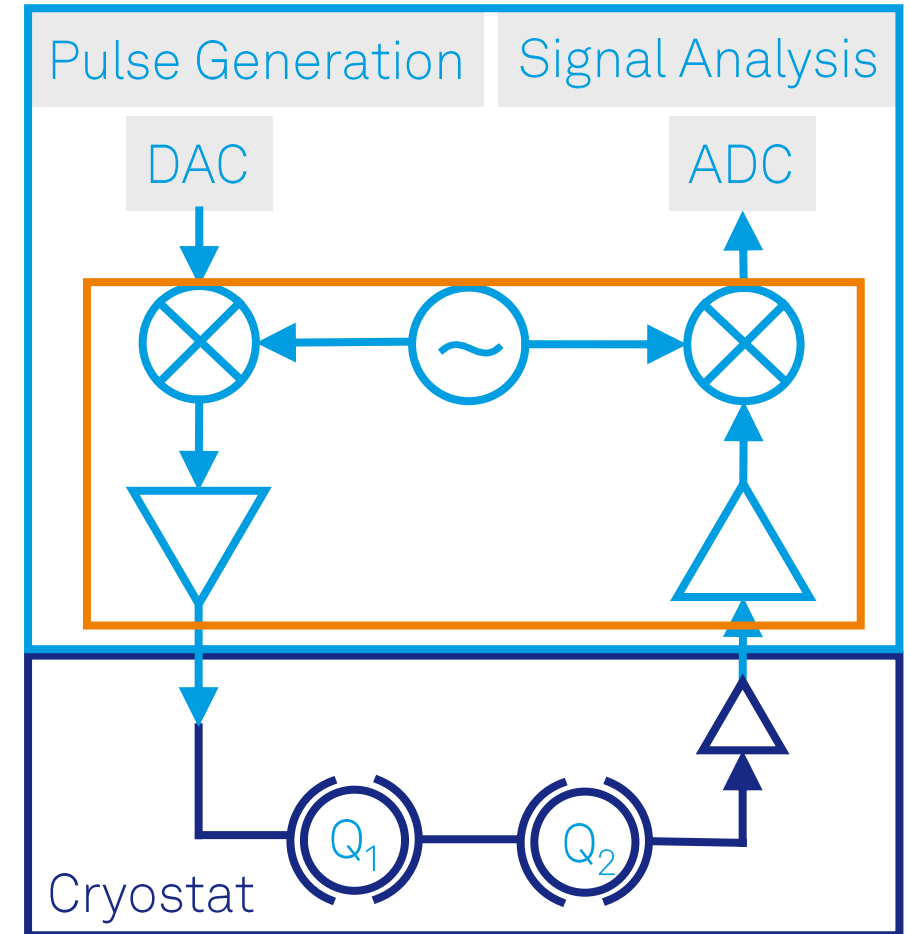 Pulse Generation
Signal Analysis
DAC
ADC
~
Q1
Q2
Cryostat